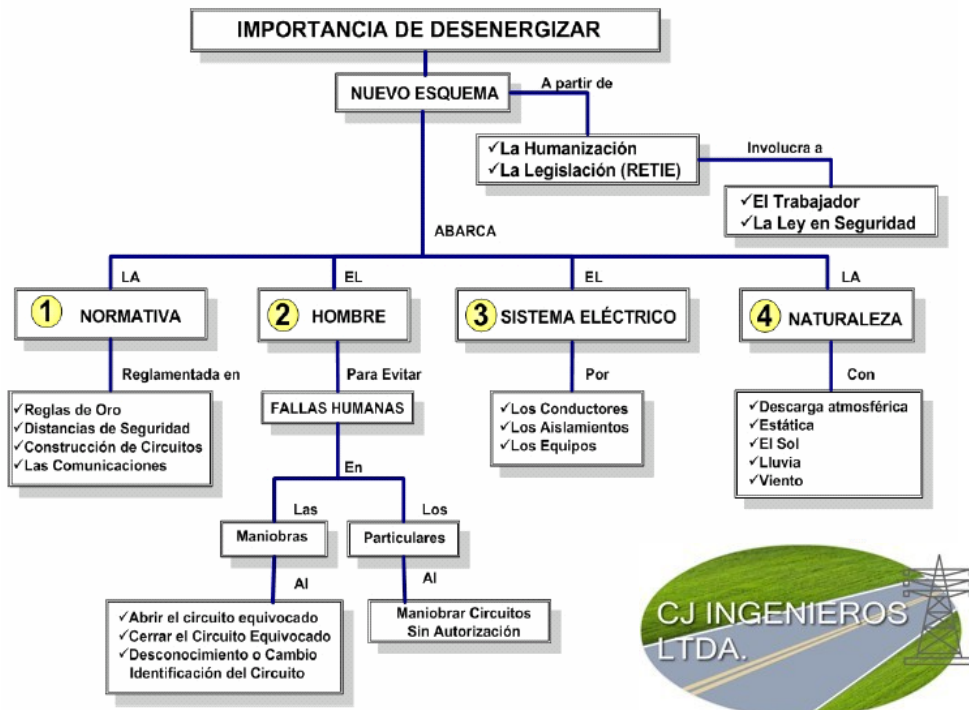 IMPORTANCIA DE DESENERGIZAR
NUEVO ESQUEMA
A partir de
✓La Humanización
✓La Legislación (RETIE)
Involucra a
✓El Trabajador
✓La Ley en Seguridad
ABARCA
LA
EL
EL
LA
1 NORMATIVA
2 HOMBRE
3 SISTEMA ELÉCTRICO
4 NATURALEZA
Reglamentada en
Para Evitar
Por
Con
✓Reglas de Oro
✓Distancias de Seguridad
✓Construcción de Circuitos
✓Las Comunicaciones
FALLAS HUMANAS
✓Los Conductores
✓Los Aislamientos
✓Los Equipos
✓Descarga atmosférica
✓Estática
✓El Sol
✓Lluvia
✓Viento
En
Las
Los
Maniobras
Particulares
Al
Al
✓Abrir el circuito equivocado
✓Cerrar el Circuito Equivocado
✓Desconocimiento o Cambio
Identificación del Circuito
Maniobrar Circuitos
Sin Autorización
CJ INGENIEROS
LTDA.